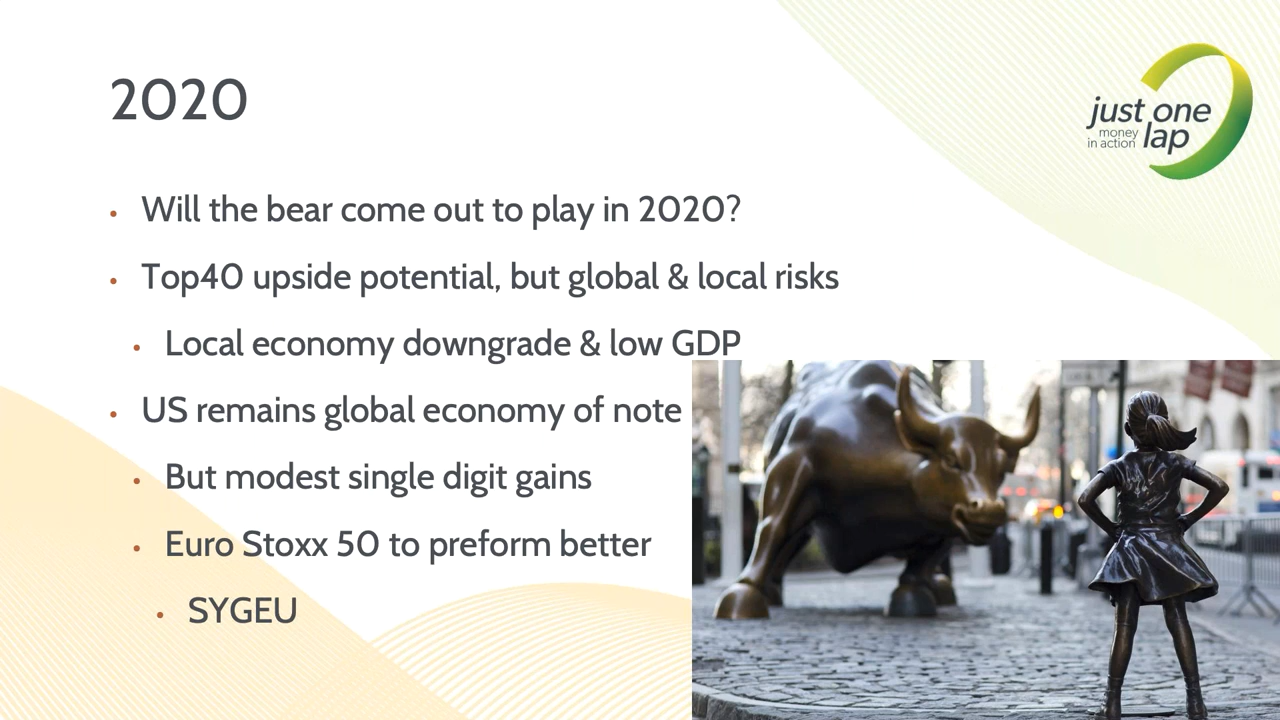 2020
just one
money
in action
lap
Will the bear come out to play in 2020?
Top40 upside potential, but global & local risks
Local economy downgrade & low GDP
US remains global economy of note
But modest single digit gains
Euro Stoxx 50 to preform better
SYGEU